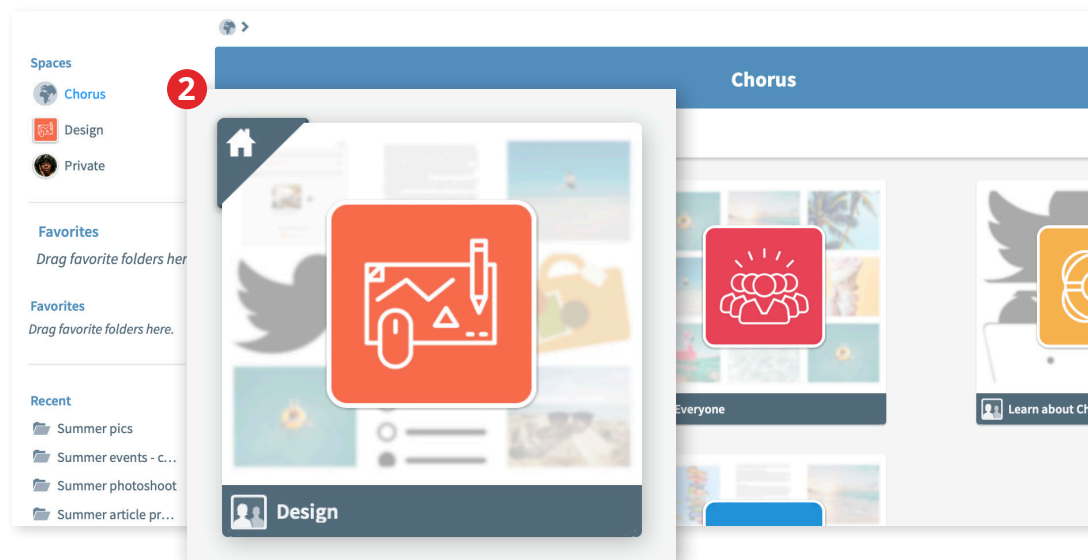 Spaces
Chorus
Design
Private
Favorites
Drag favorite folders her
Favorites
Drag favorite folders here.
Recent
Summer pics
Summer events - c...
Summer photoshoot
Summer article pr...
Chorus
2
Design
Everyone
Learn about Ch